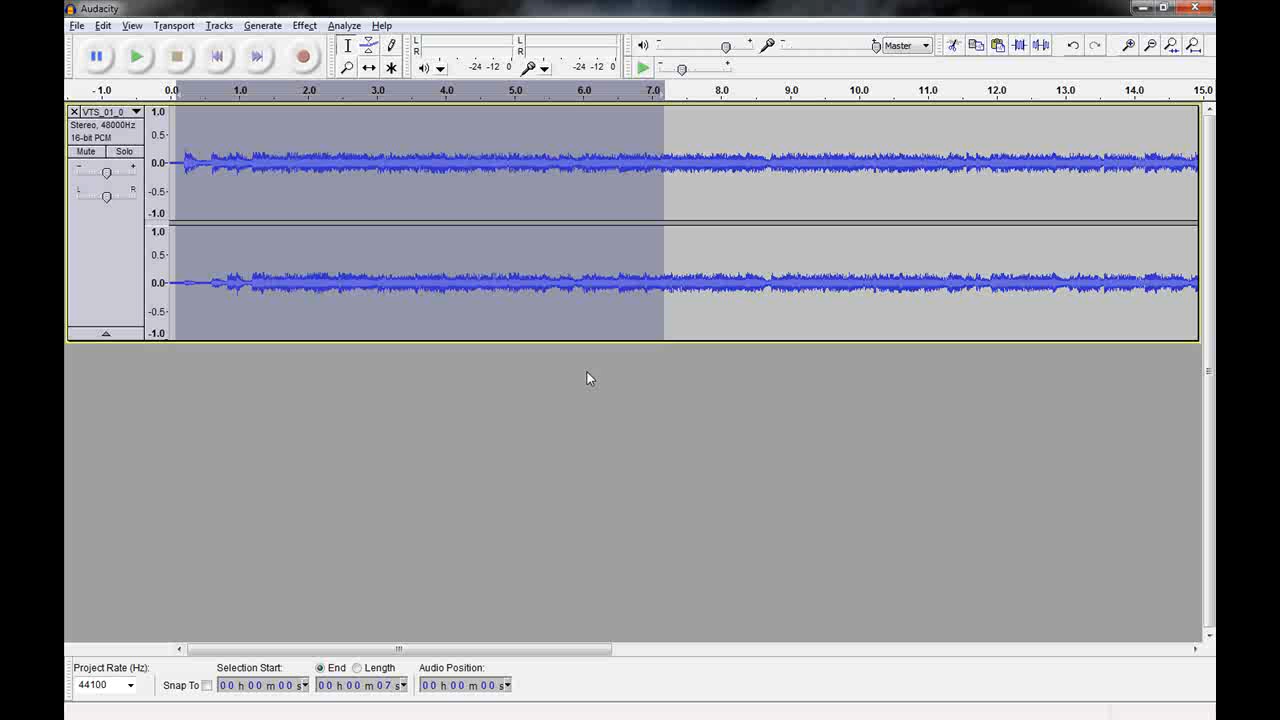 Audacity
File Edit View Transport Tracks Generate Effect Analyze Help
L L
R R
-24 -12 0 -24 -12 0
- + - Master
- +
- 1.0 0.0 1.0 2.0 3.0 4.0 5.0 6.0 7.0 8.0 9.0 10.0 11.0 12.0 13.0 14.0 15.0
VTS_01_0
Stereo, 48000Hz
16-bit PCM
Mute Solo
- +
L R
1.0
0.5
0.0
-0.5
-1.0
1.0
0.5
0.0
-0.5
-1.0
Project Rate (Hz): Selection Start: End Length Audio Position:
44100 Snap To 00 h 00 m 00 s 00 h 00 m 07 s 00 h 00 m 00 s